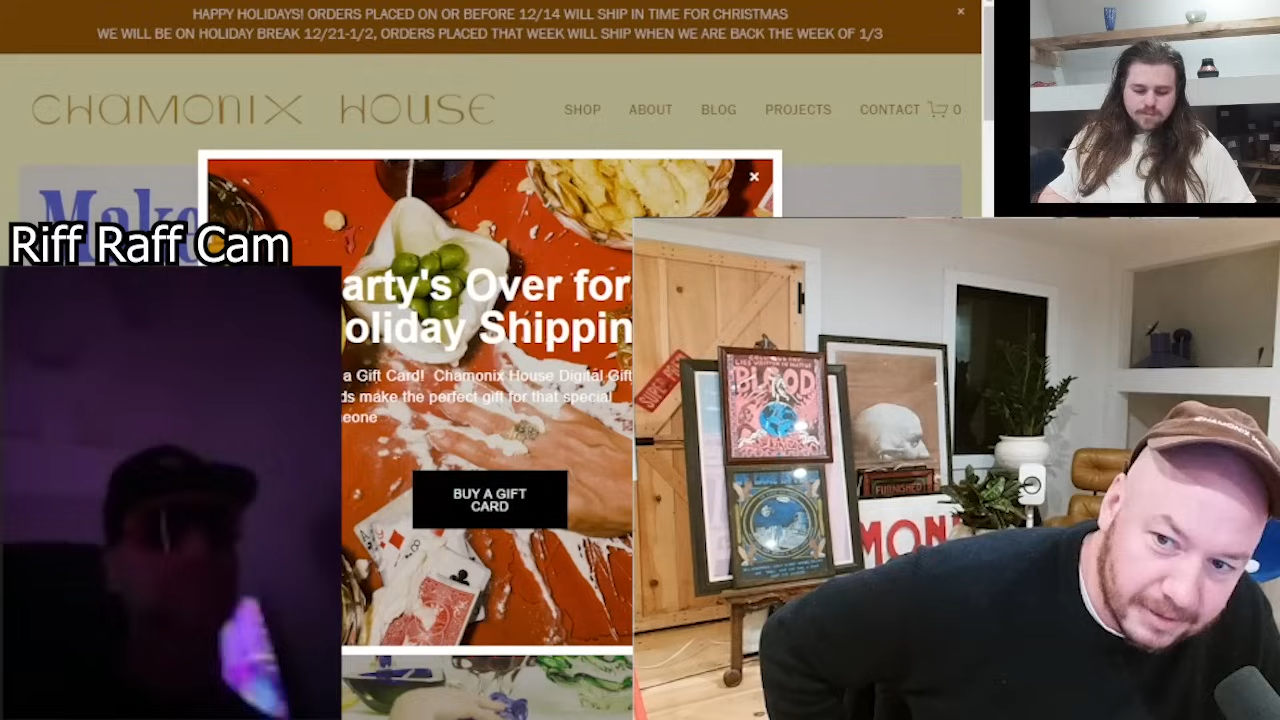 HAPPY HOLIDAYS! ORDERS PLACED ON OR BEFORE 12/14 WILL SHIP IN TIME FOR CHRISTMAS
WE WILL BE ON HOLIDAY BREAK 12/21-1/2, ORDERS PLACED THAT WEEK WILL SHIP WHEN WE ARE BACK THE WEEK OF 1/3
CHAMONIX HOUSE
SHOP ABOUT BLOG PROJECTS CONTACT 0
Make
Riff Raff Cam
arty's Over for
oliday Shippin
a Gift Card! Chamonix House Digital Gift
ds make the perfect gift for that special
eone
BUY A GIFT
CARD
SUPER
BLOOD
FURNISHED
MON